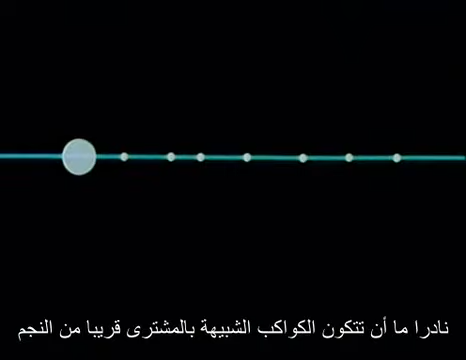 نادرا ما أن تتكون الكواكب الشبيهة بالمشترى قريبا من النجم